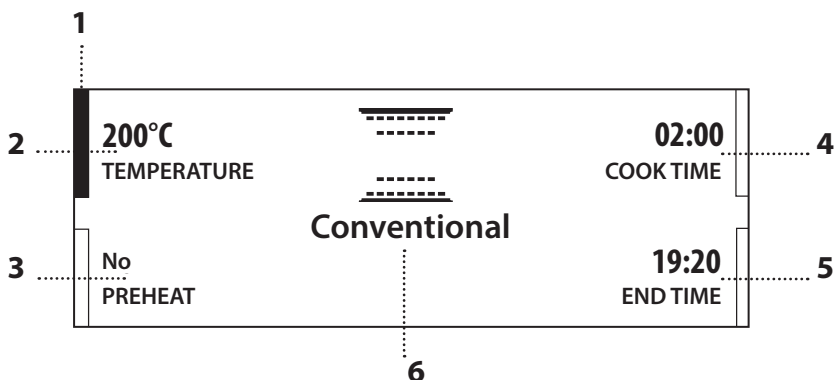 1
2
200°C
TEMPERATURE
02:00
COOK TIME
4
Conventional
3
No
PREHEAT
19:20
END TIME
5
6